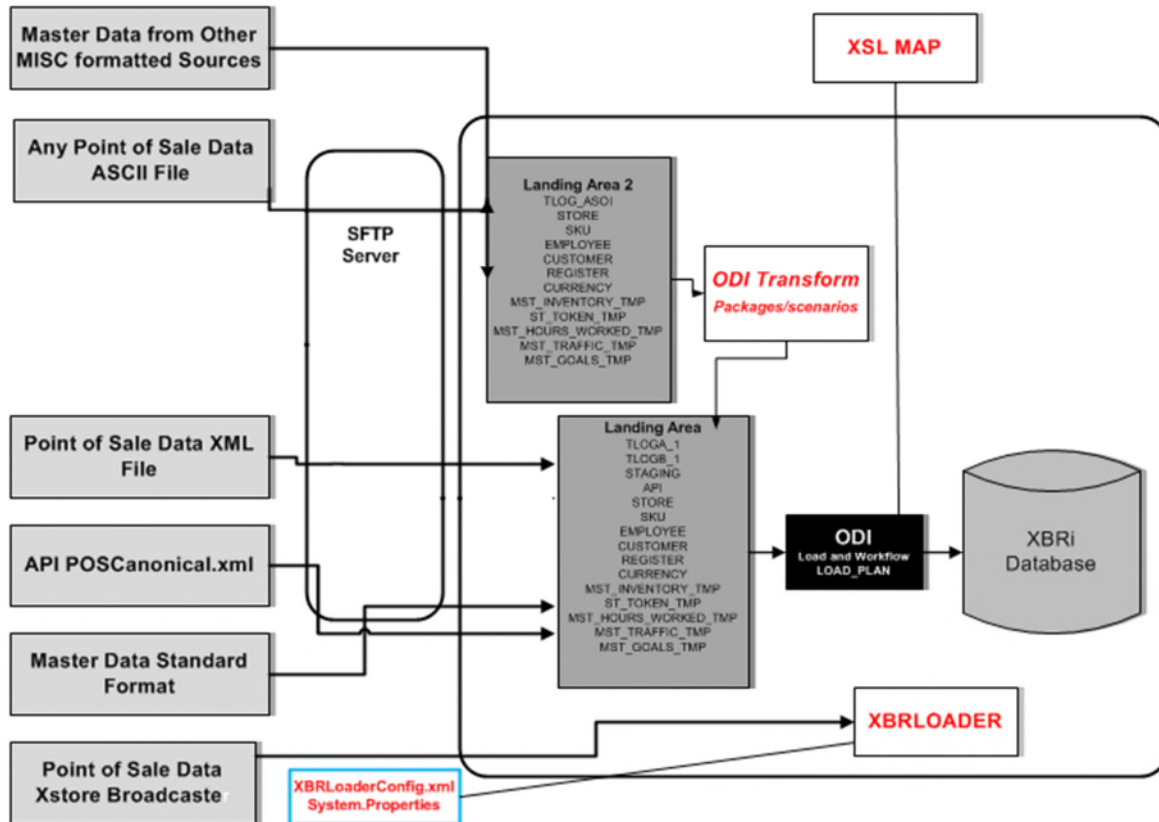 Master Data from Other
MISC formatted Sources
XSL MAP
Any Point of Sale Data
ASCII File
SFTP
Server
Landing Area 2
TLOG_ASOI
STORE
SKU
EMPLOYEE
CUSTOMER
REGISTER
CURRENCY
MST_INVENTORY_TMP
ST_TOKEN_TMP
MST_HOURS_WORKED_TMP
MST_TRAFFIC_TMP
MST_GOALS_TMP
ODI Transform
Packages/scenarios
Point of Sale Data XML
File
Landing Area
TLOGA_1
TLOGB_1
STAGING
API
STORE
SKU
EMPLOYEE
CUSTOMER
REGISTER
CURRENCY
MST_INVENTORY_TMP
ST_TOKEN_TMP
MST_HOURS_WORKED_TMP
MST_TRAFFIC_TMP
MST_GOALS_TMP
ODI
Load and Workflow
LOAD_PLAN
XBRi
Database
API POSCanonical.xml
Master Data Standard
Format
XBRLOADER
Point of Sale Data
Xstore Broadcaster
XBRLoaderConfig.xml
System.Properties